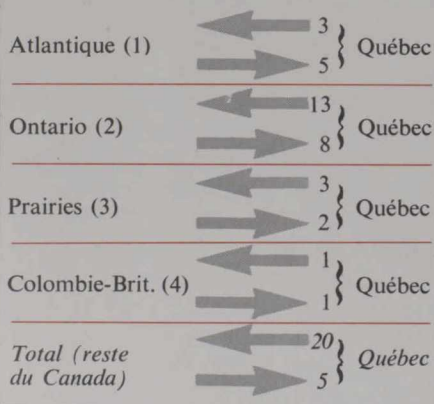 3
Atlantique (1) Québec
5
13
Ontario (2) Québec
8
3
Prairies (3) Québec
2
1
Colombie-Brit. (4) Québec
1
20
Total (reste
du Canada) Québec
5